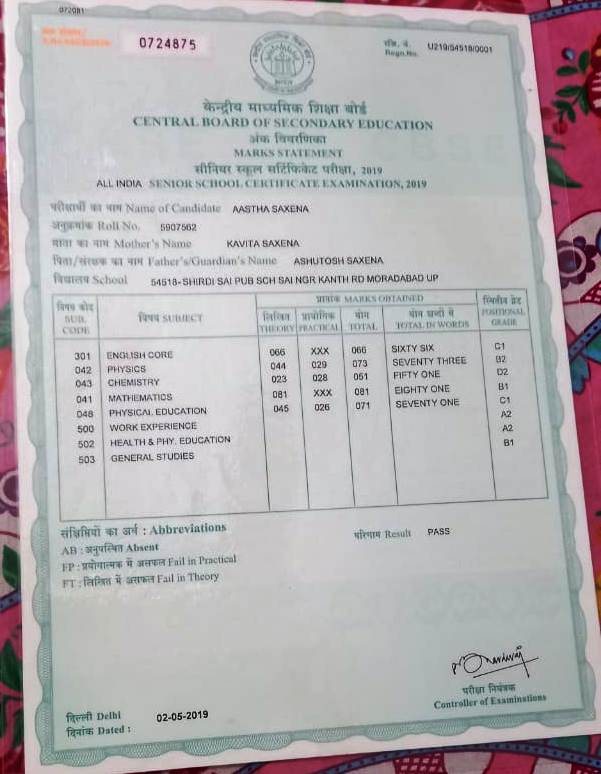 072081
0724875
रजि. नं.
Regn.No. U219/54518/0001
भारत
केन्द्रीय माध्यमिक शिक्षा बोर्ड
CENTRAL BOARD OF SECONDARY EDUCATION
अंक विवरणिका
MARKS STATEMENT
सीनियर स्कूल सर्टिफिकेट परीक्षा, 2019
ALL INDIA SENIOR SCHOOL CERTIFICATE EXAMINATION, 2019
परीक्षार्थी का नाम Name of Candidate AASTHA SAXENA
अनुक्रमांक Roll No. 5907562
माता का नाम Mother's Name KAVITA SAXENA
पिता/संरक्षक का नाम Father's/Guardian's Name ASHUTOSH SAXENA
विद्यालय School 54518- SHIRDI SAI PUB SCH SAI NGR KANTH RD MORADABAD UP
विषय कोड SUB. CODE विषय SUBJECT प्राप्तांक MARKS OBTAINED स्थितीय ग्रेड POSITIONAL GRADE
लिखित THEORY प्रायोगिक PRACTICAL योग TOTAL योग शब्दों में TOTAL IN WORDS
301 ENGLISH CORE 066 XXX 066 SIXTY SIX C1
042 PHYSICS 044 029 073 SEVENTY THREE B2
043 CHEMISTRY 023 028 051 FIFTY ONE D2
041 MATHEMATICS 081 XXX 081 EIGHTY ONE B1
048 PHYSICAL EDUCATION 045 026 071 SEVENTY ONE C1
500 WORK EXPERIENCE A2
502 HEALTH & PHY. EDUCATION A2
503 GENERAL STUDIES B1
संक्षिप्तियों का अर्थ : Abbreviations
परिणाम Result PASS
AB : अनुपस्थित Absent
FP : प्रयोगात्मक में असफल Fail in Practical
FT : लिखित में असफल Fail in Theory
परीक्षा नियंत्रक
Controller of Examinations
दिल्ली Delhi
दिनांक Dated : 02-05-2019